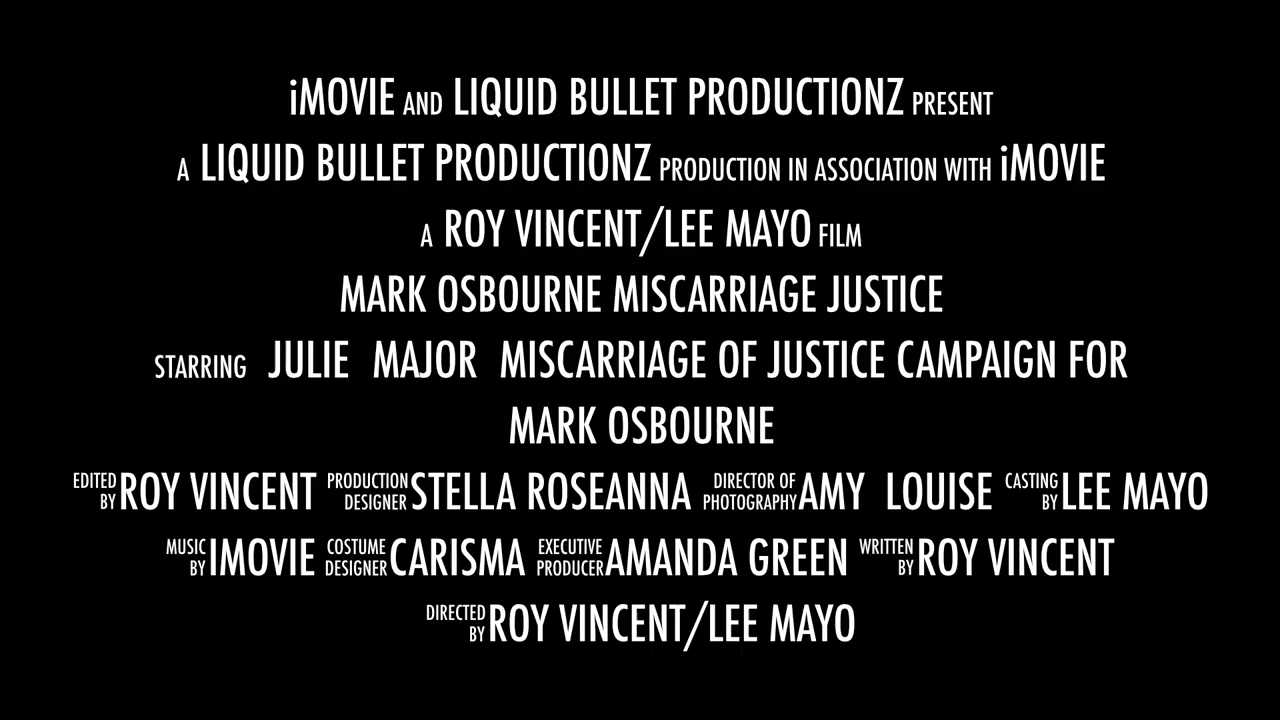 iMOVIE AND LIQUID BULLET PRODUCTIONZ PRESENT
A LIQUID BULLET PRODUCTIONZ PRODUCTION IN ASSOCIATION WITH iMOVIE
A ROY VINCENT/LEE MAYO FILM
MARK OSBOURNE MISCARRIAGE JUSTICE
STARRING JULIE MAJOR MISCARRIAGE OF JUSTICE CAMPAIGN FOR
MARK OSBOURNE
EDITED BY ROY VINCENT PRODUCTION DESIGNER STELLA ROSEANNA DIRECTOR OF PHOTOGRAPHY AMY LOUISE CASTING BY LEE MAYO
MUSIC BY IMOVIE COSTUME DESIGNER CARISMA EXECUTIVE PRODUCER AMANDA GREEN WRITTEN BY ROY VINCENT
DIRECTED BY ROY VINCENT/LEE MAYO